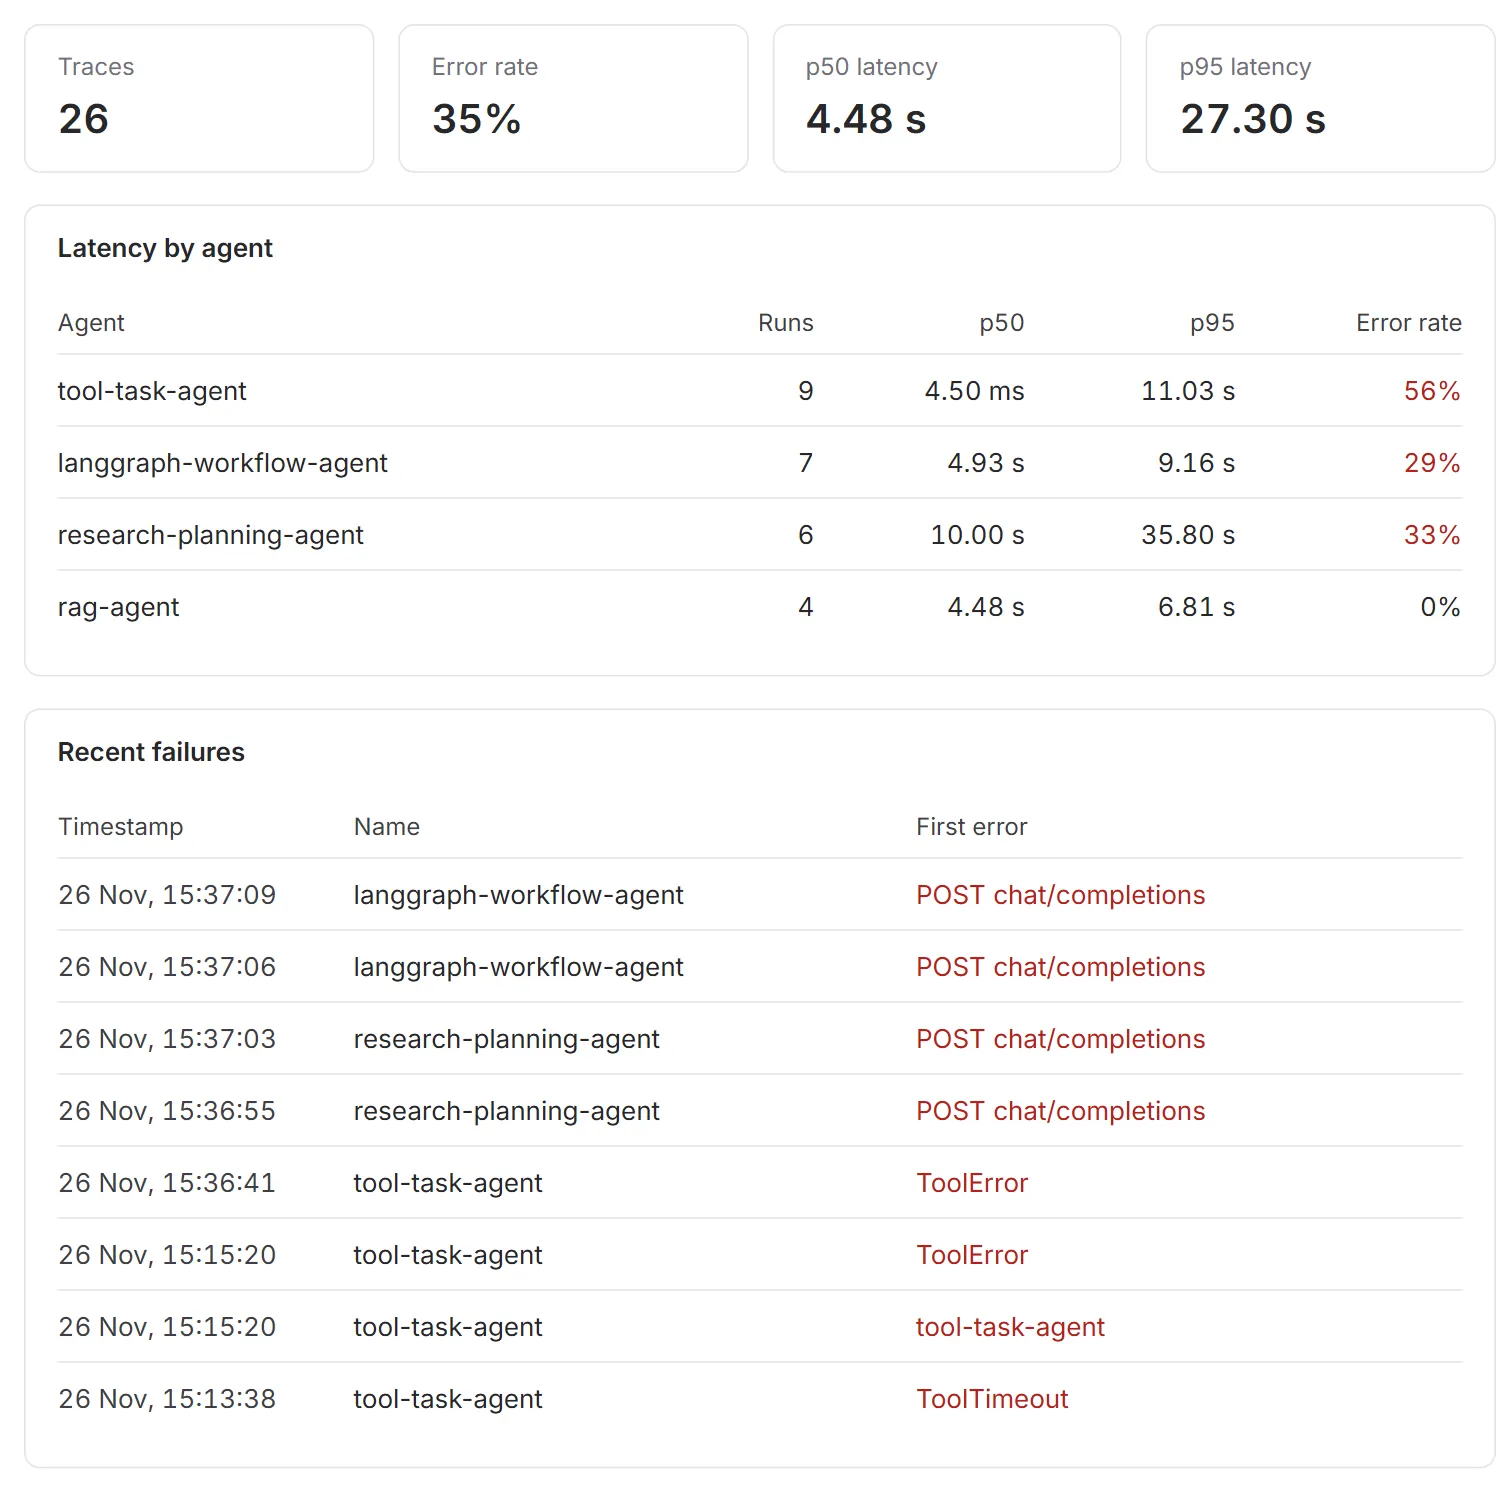 Traces
26
Error rate
35%
p50 latency
4.48 s
p95 latency
27.30 s
Latency by agent
Agent Runs p50 p95 Error rate
tool-task-agent 9 4.50 ms 11.03 s 56%
langgraph-workflow-agent 7 4.93 s 9.16 s 29%
research-planning-agent 6 10.00 s 35.80 s 33%
rag-agent 4 4.48 s 6.81 s 0%
Recent failures
Timestamp Name First error
26 Nov, 15:37:09 langgraph-workflow-agent POST chat/completions
26 Nov, 15:37:06 langgraph-workflow-agent POST chat/completions
26 Nov, 15:37:03 research-planning-agent POST chat/completions
26 Nov, 15:36:55 research-planning-agent POST chat/completions
26 Nov, 15:36:41 tool-task-agent ToolError
26 Nov, 15:15:20 tool-task-agent ToolError
26 Nov, 15:15:20 tool-task-agent tool-task-agent
26 Nov, 15:13:38 tool-task-agent ToolTimeout